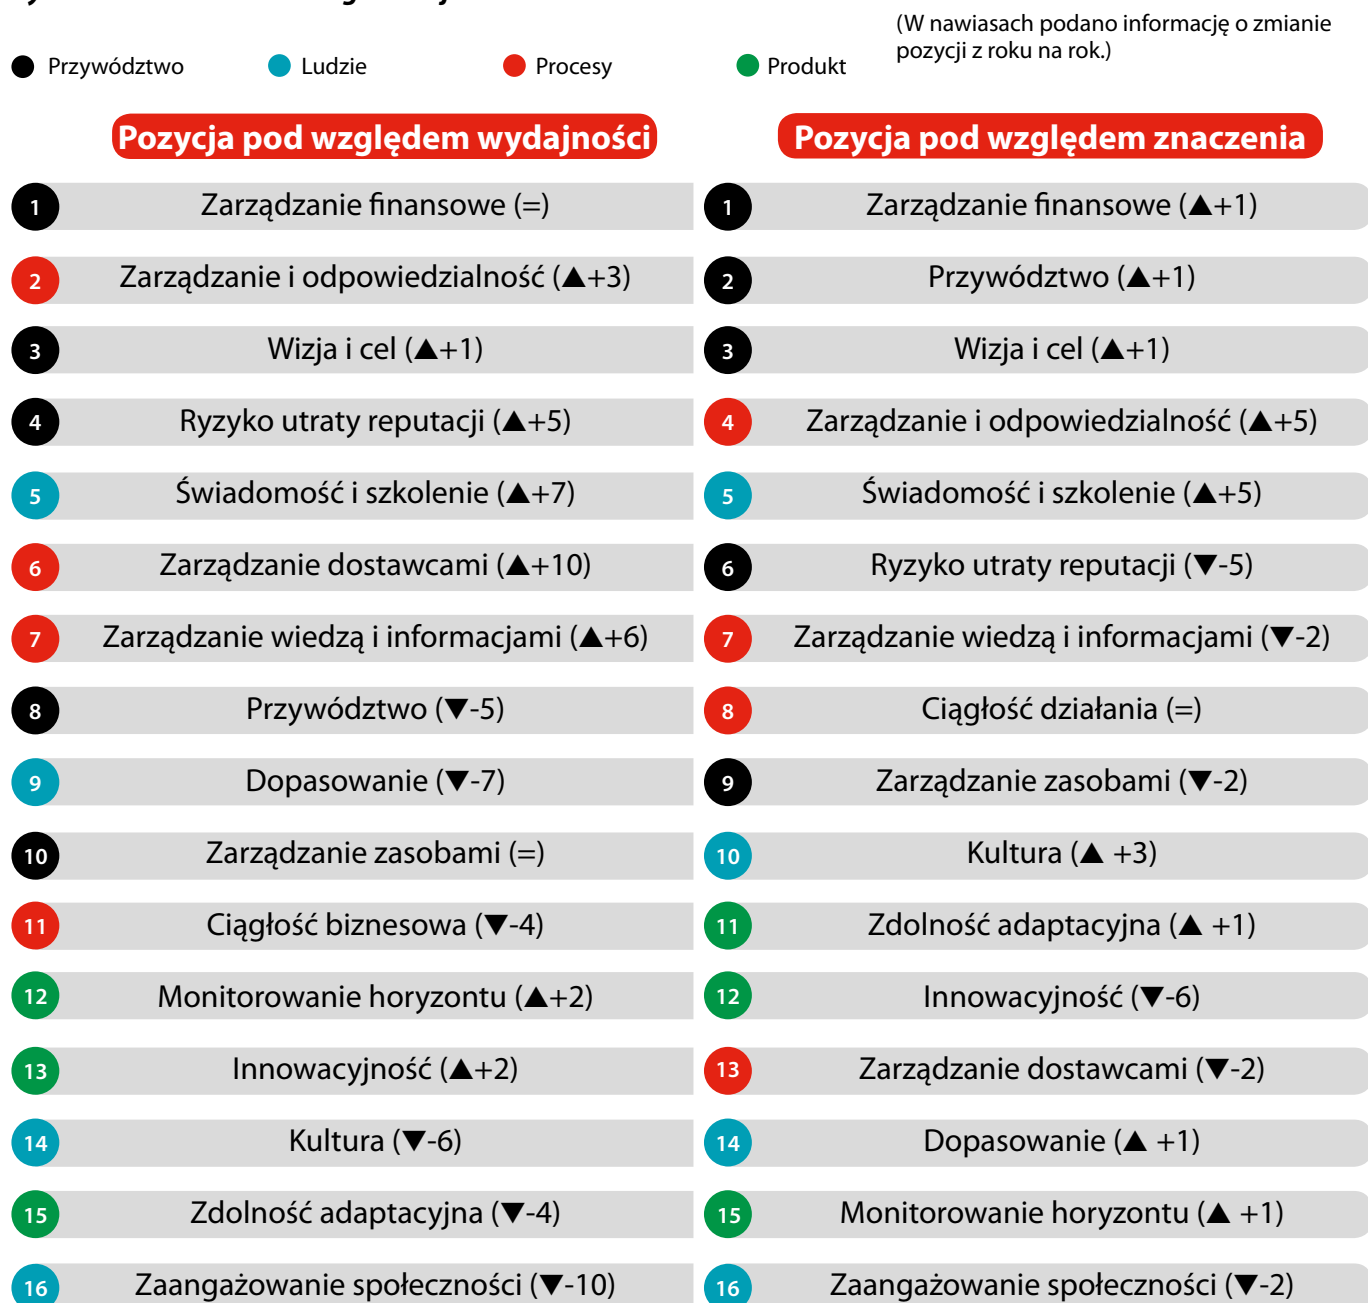 (W nawiasach podano informację o zmianie
pozycji z roku na rok.)
Przywództwo
Ludzie
Procesy
Produkt
Pozycja pod względem wydajności
1 Zarządzanie finansowe (=)
2 Zarządzanie i odpowiedzialność (▲+3)
3 Wizja i cel (▲+1)
4 Ryzyko utraty reputacji (▲+5)
5 Świadomość i szkolenie (▲+7)
6 Zarządzanie dostawcami (▲+10)
7 Zarządzanie wiedzą i informacjami (▲+6)
8 Przywództwo (▼-5)
9 Dopasowanie (▼-7)
10 Zarządzanie zasobami (=)
11 Ciągłość biznesowa (▼-4)
12 Monitorowanie horyzontu (▲+2)
13 Innowacyjność (▲+2)
14 Kultura (▼-6)
15 Zdolność adaptacyjna (▼-4)
16 Zaangażowanie społeczności (▼-10)
Pozycja pod względem znaczenia
1 Zarządzanie finansowe (▲+1)
2 Przywództwo (▲+1)
3 Wizja i cel (▲+1)
4 Zarządzanie i odpowiedzialność (▲+5)
5 Świadomość i szkolenie (▲+5)
6 Ryzyko utraty reputacji (▼-5)
7 Zarządzanie wiedzą i informacjami (▼-2)
8 Ciągłość działania (=)
9 Zarządzanie zasobami (▼-2)
10 Kultura (▲ +3)
11 Zdolność adaptacyjna (▲ +1)
12 Innowacyjność (▼-6)
13 Zarządzanie dostawcami (▼-2)
14 Dopasowanie (▲ +1)
15 Monitorowanie horyzontu (▲ +1)
16 Zaangażowanie społeczności (▼-2)